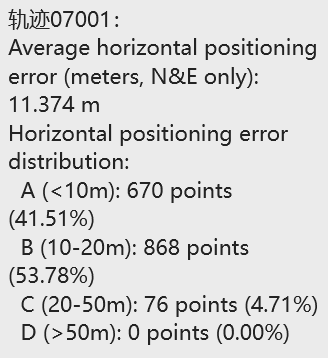 轨迹07001：
Average horizontal positioning
error (meters, N&E only):
11.374 m
Horizontal positioning error
distribution:
A (<10m): 670 points
(41.51%)
B (10-20m): 868 points
(53.78%)
C (20-50m): 76 points (4.71%)
D (>50m): 0 points (0.00%)